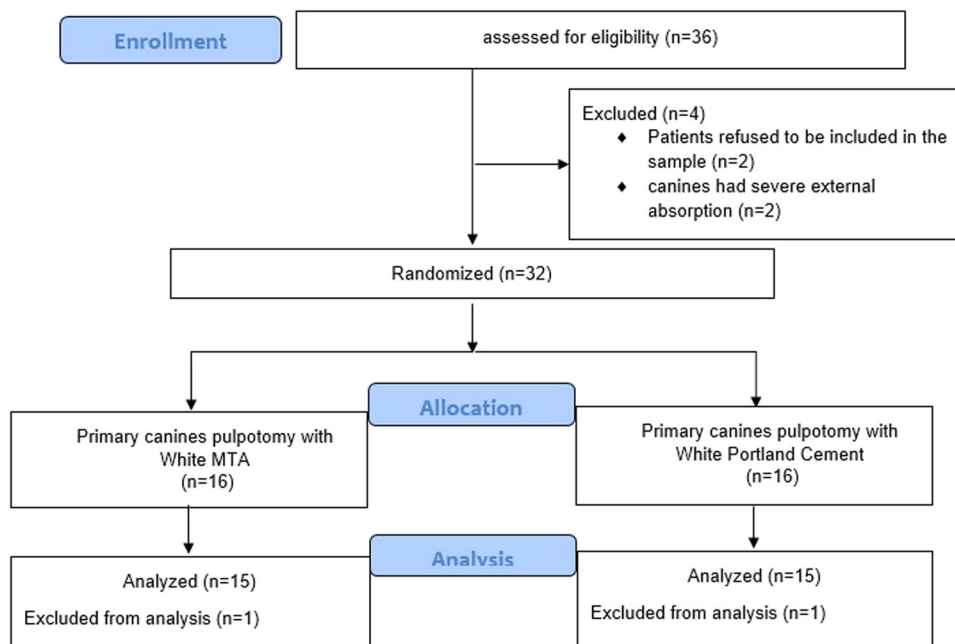 Enrollment
assessed for eligibility (n=36)
Excluded (n=4)
♦ Patients refused to be included in the
sample (n=2)
♦ canines had severe external
absorption (n=2)
Randomized (n=32)
Allocation
Primary canines pulpotomy with
White MTA
(n=16)
Primary canines pulpotomy with
White Portland Cement
(n=16)
Analysis
Analyzed (n=15)
Excluded from analysis (n=1)
Analyzed (n=15)
Excluded from analysis (n=1)